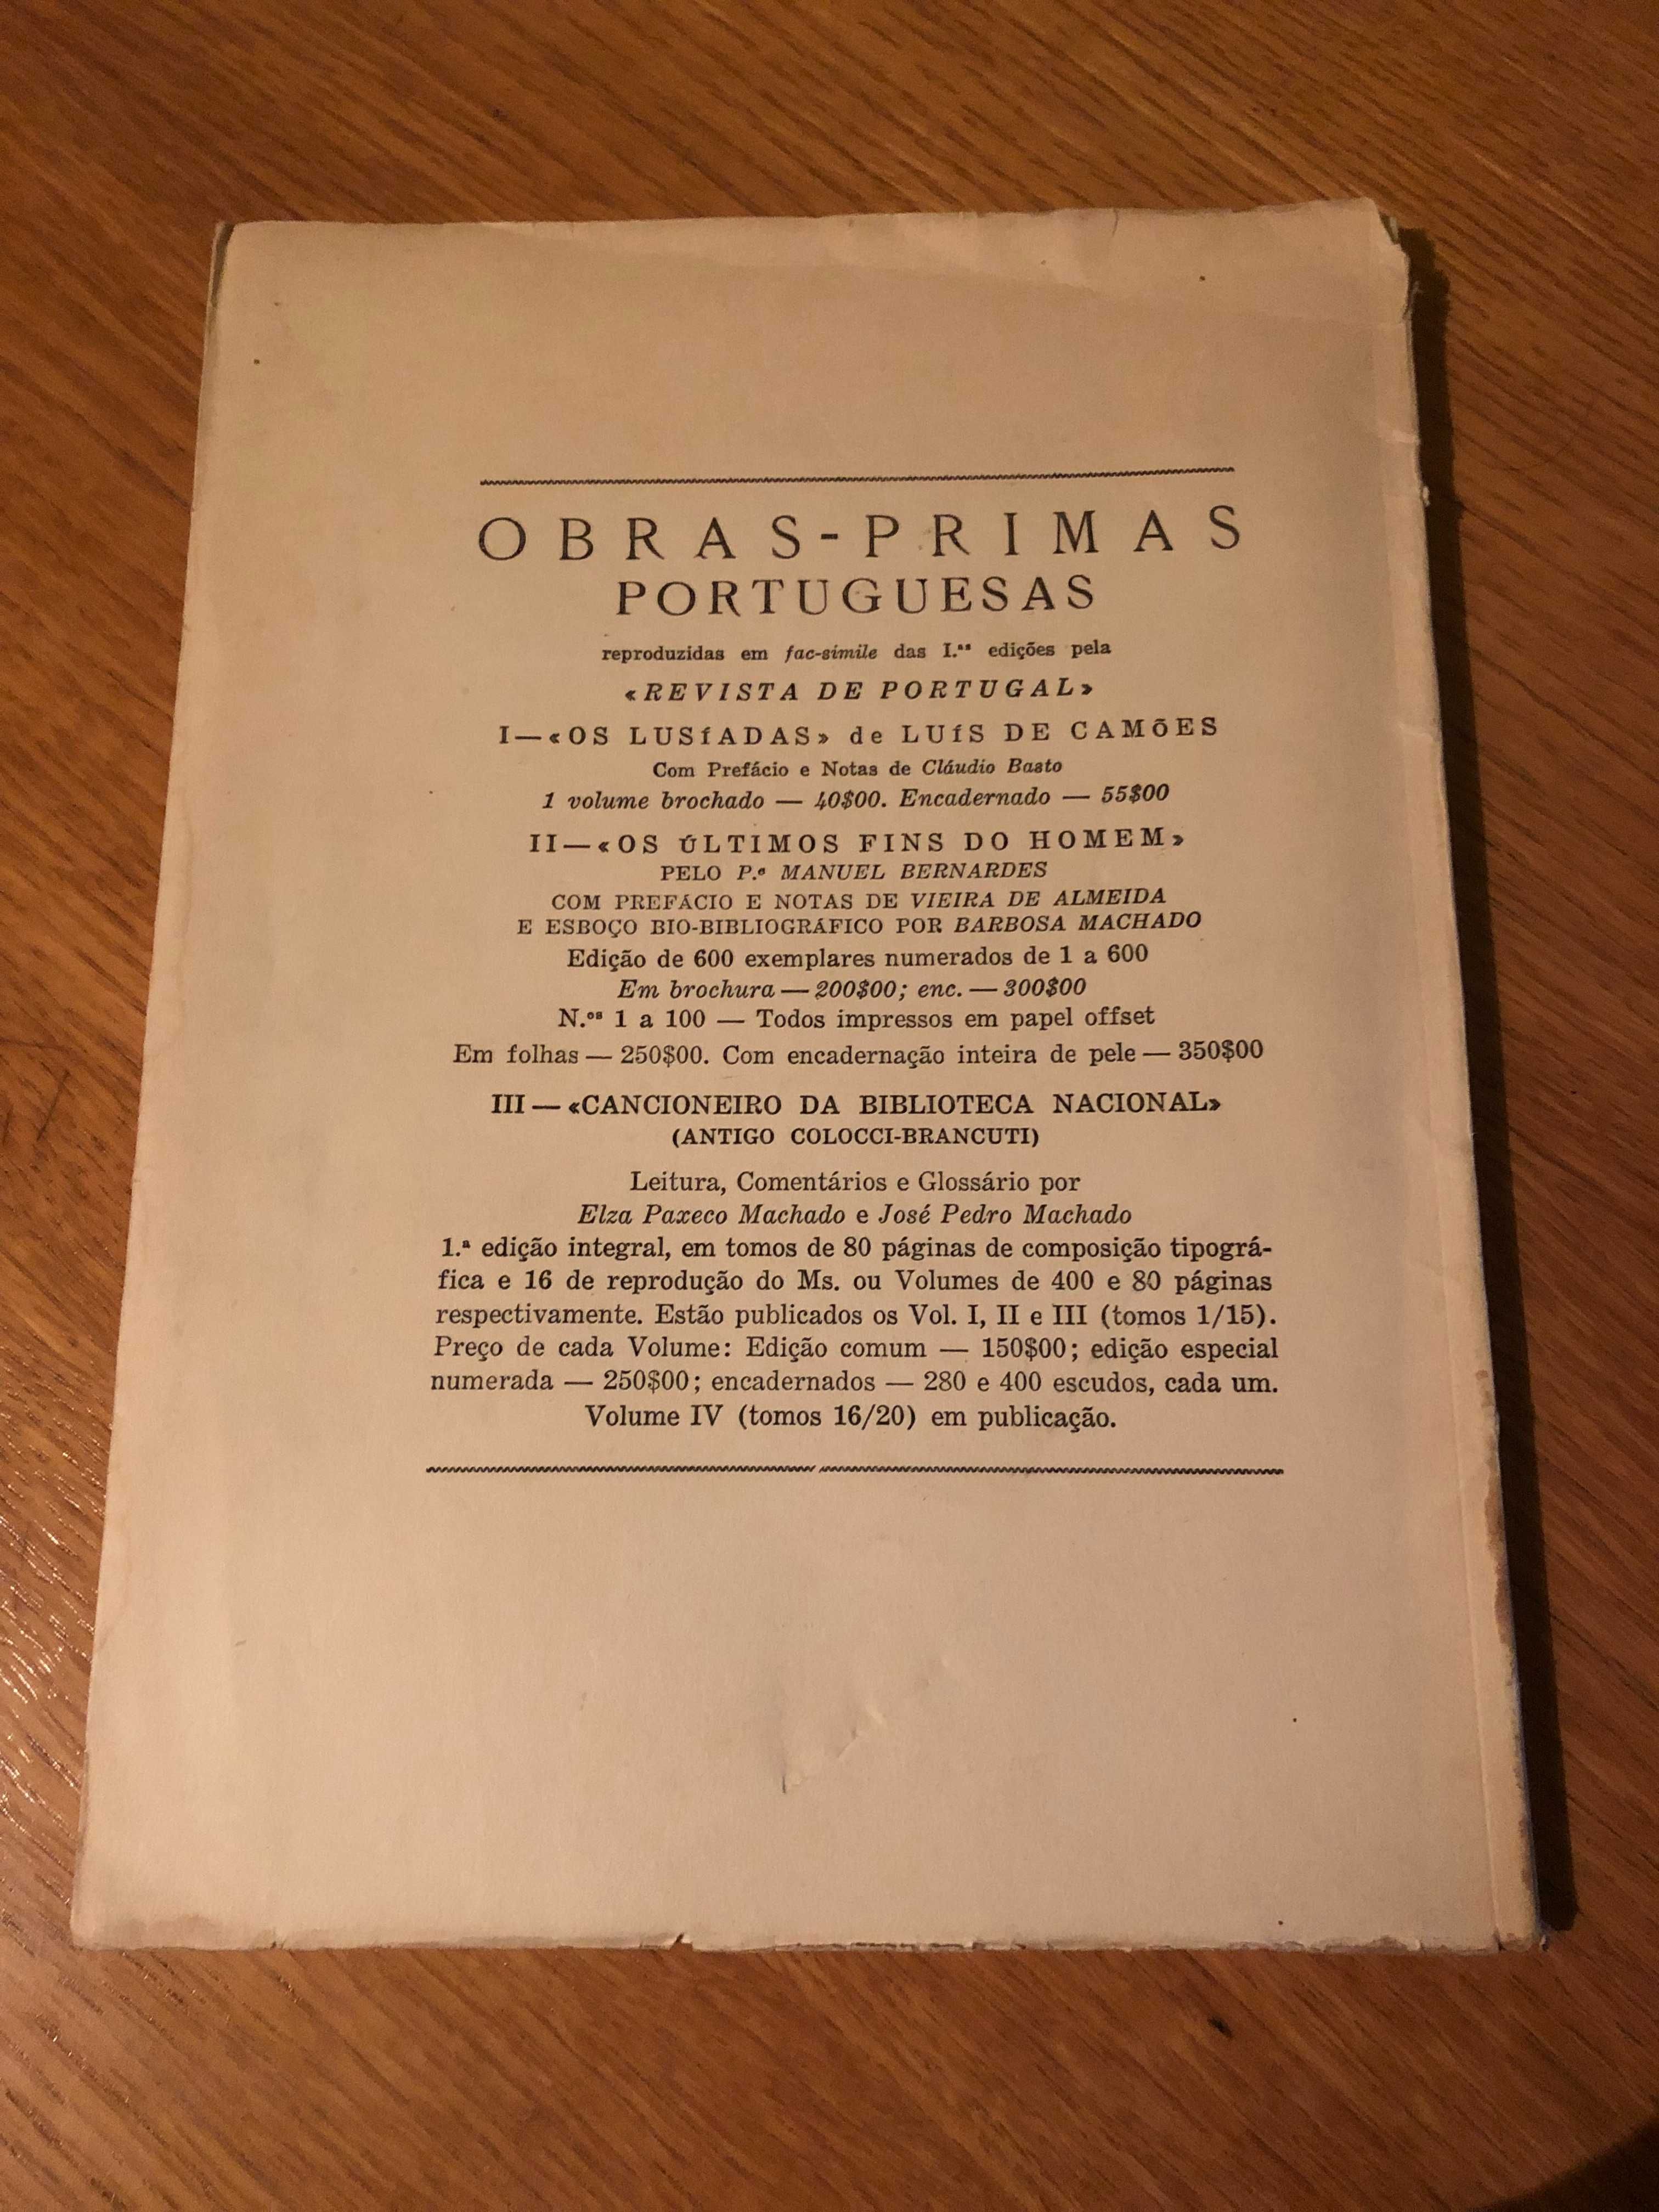 OBRAS-PRIMAS
PORTUGUESAS
reproduzidas em fac-simile das I.ªˢ edições pela
«REVISTA DE PORTUGAL»
I—«OS LUSíADAS» de LUíS DE CAMÕES
Com Prefácio e Notas de Cláudio Basto
1 volume brochado — 40$00. Encadernado — 55$00
II—«OS ÚLTIMOS FINS DO HOMEM»
PELO P.ᵉ MANUEL BERNARDES
COM PREFÁCIO E NOTAS DE VIEIRA DE ALMEIDA
E ESBOÇO BIO-BIBLIOGRÁFICO POR BARBOSA MACHADO
Edição de 600 exemplares numerados de 1 a 600
Em brochura — 200$00; enc. — 300$00
N.ᵒˢ 1 a 100 — Todos impressos em papel offset
Em folhas — 250$00. Com encadernação inteira de pele — 350$00
III — «CANCIONEIRO DA BIBLIOTECA NACIONAL»
(ANTIGO COLOCCI-BRANCUTI)
Leitura, Comentários e Glossário por
Elza Paxeco Machado e José Pedro Machado
1.ª edição integral, em tomos de 80 páginas de composição tipográ-
fica e 16 de reprodução do Ms. ou Volumes de 400 e 80 páginas
respectivamente. Estão publicados os Vol. I, II e III (tomos 1/15).
Preço de cada Volume: Edição comum — 150$00; edição especial
numerada — 250$00; encadernados — 280 e 400 escudos, cada um.
Volume IV (tomos 16/20) em publicação.